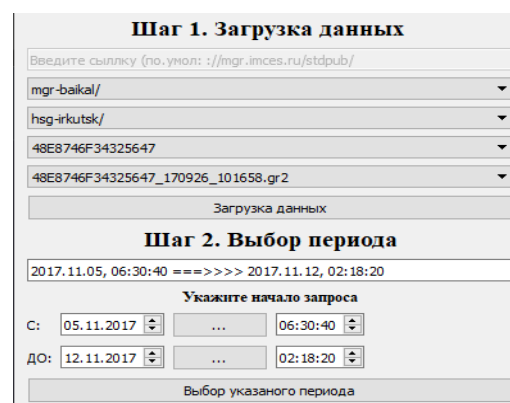 Шаг 1. Загрузка данных
Введите сыллку (по.умол: ://mgr.imces.ru/stdpub/
mgr-baikal/
hsg-irkutsk/
48E8746F34325647
48E8746F34325647_170926_101658.gr2
Загрузка данных
Шаг 2. Выбор периода
2017.11.05, 06:30:40 ===>>>> 2017.11.12, 02:18:20
Укажите начало запроса
С: 05.11.2017 ... 06:30:40
ДО: 12.11.2017 ... 02:18:20
Выбор указаного периода